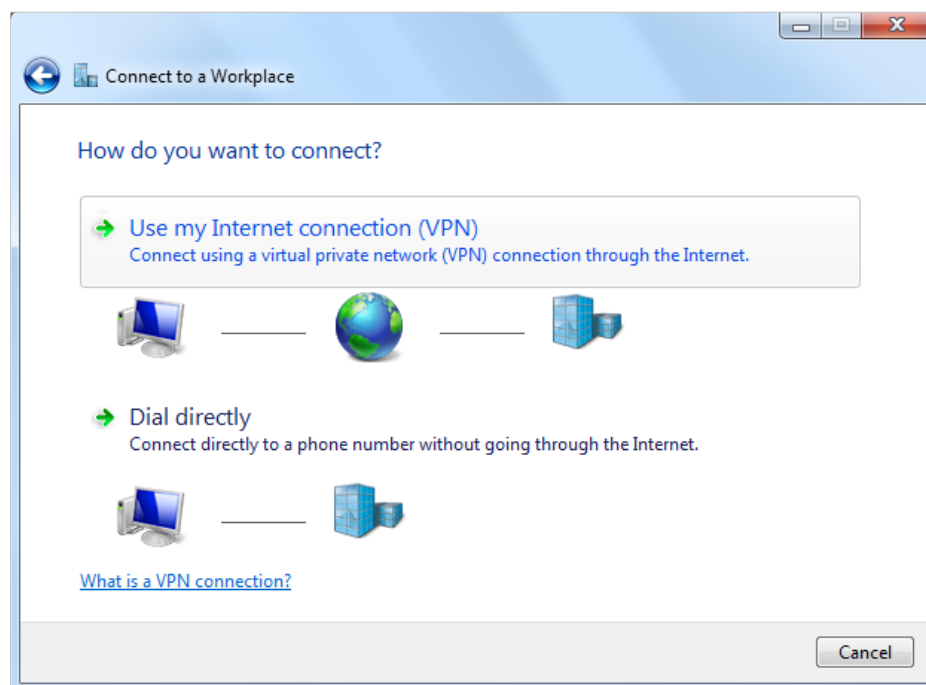 Connect to a Workplace
How do you want to connect?
Use my Internet connection (VPN)
Connect using a virtual private network (VPN) connection through the Internet.
Dial directly
Connect directly to a phone number without going through the Internet.
What is a VPN connection?
Cancel